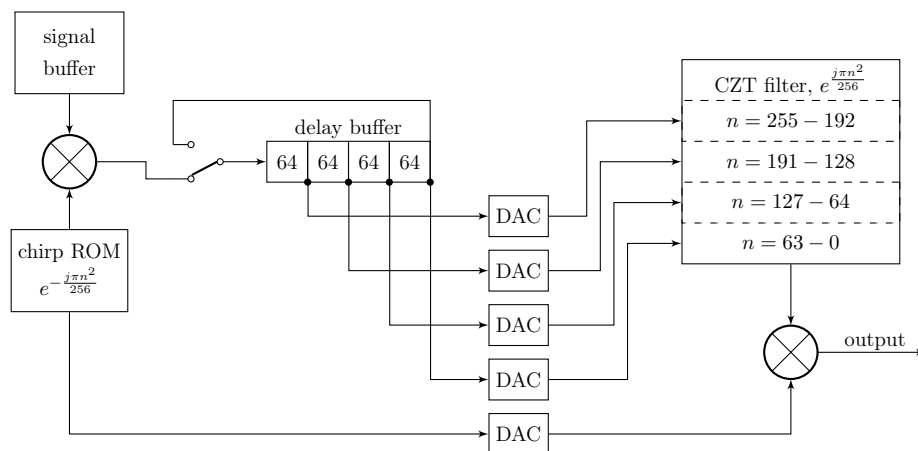 signal
buffer
CZT filter, $e^{\frac{j\pi n^2}{256}}$
n = 255 − 192
delay buffer
64 64 64 64
n = 191 − 128
n = 127 − 64
DAC
chirp ROM
$e^{-\frac{j\pi n^2}{256}}$
n = 63 − 0
DAC
DAC
output
DAC
DAC